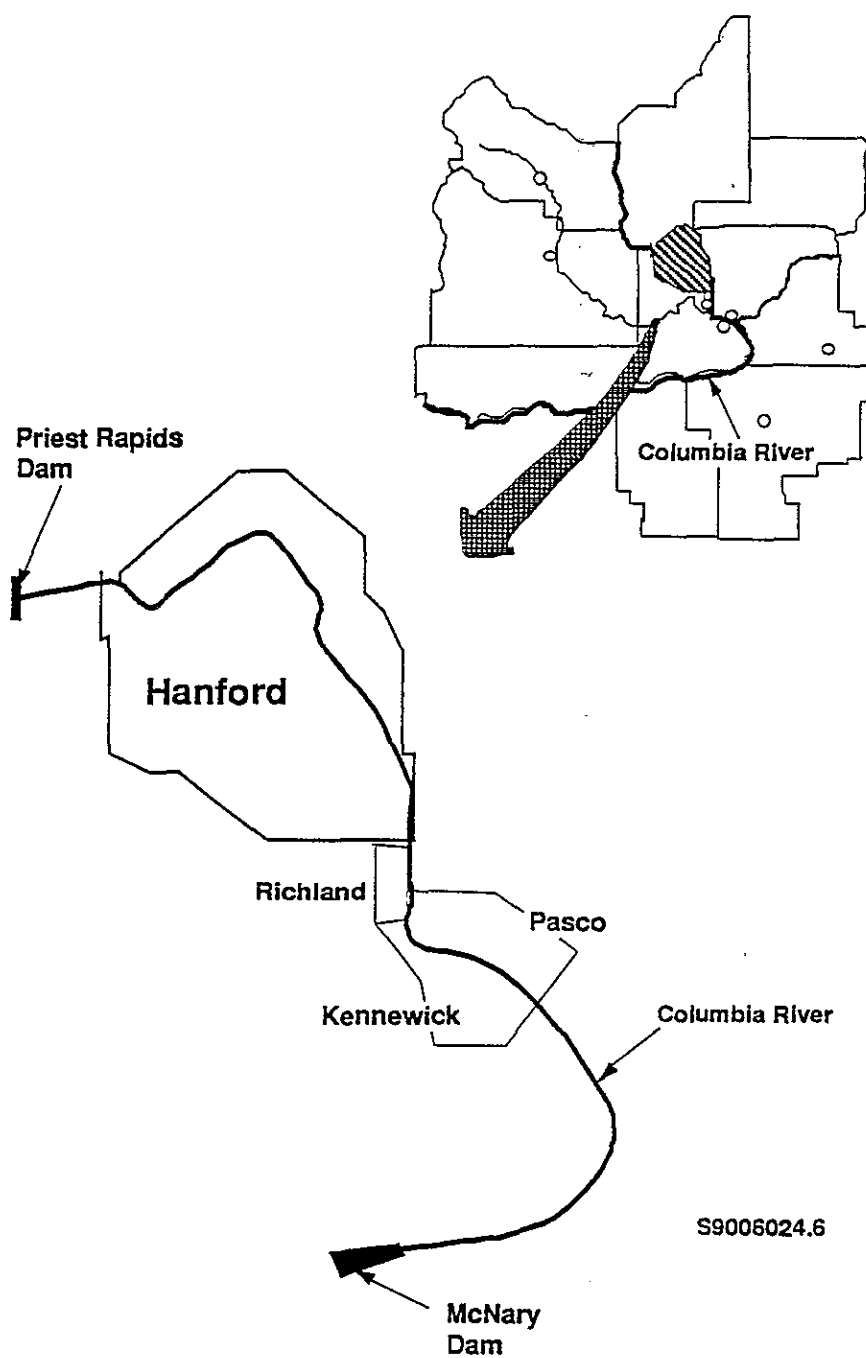 Columbia River
Priest Rapids
Dam
Hanford
Richland
Pasco
Kennewick
Columbia River
S9006024.6
McNary
Dam